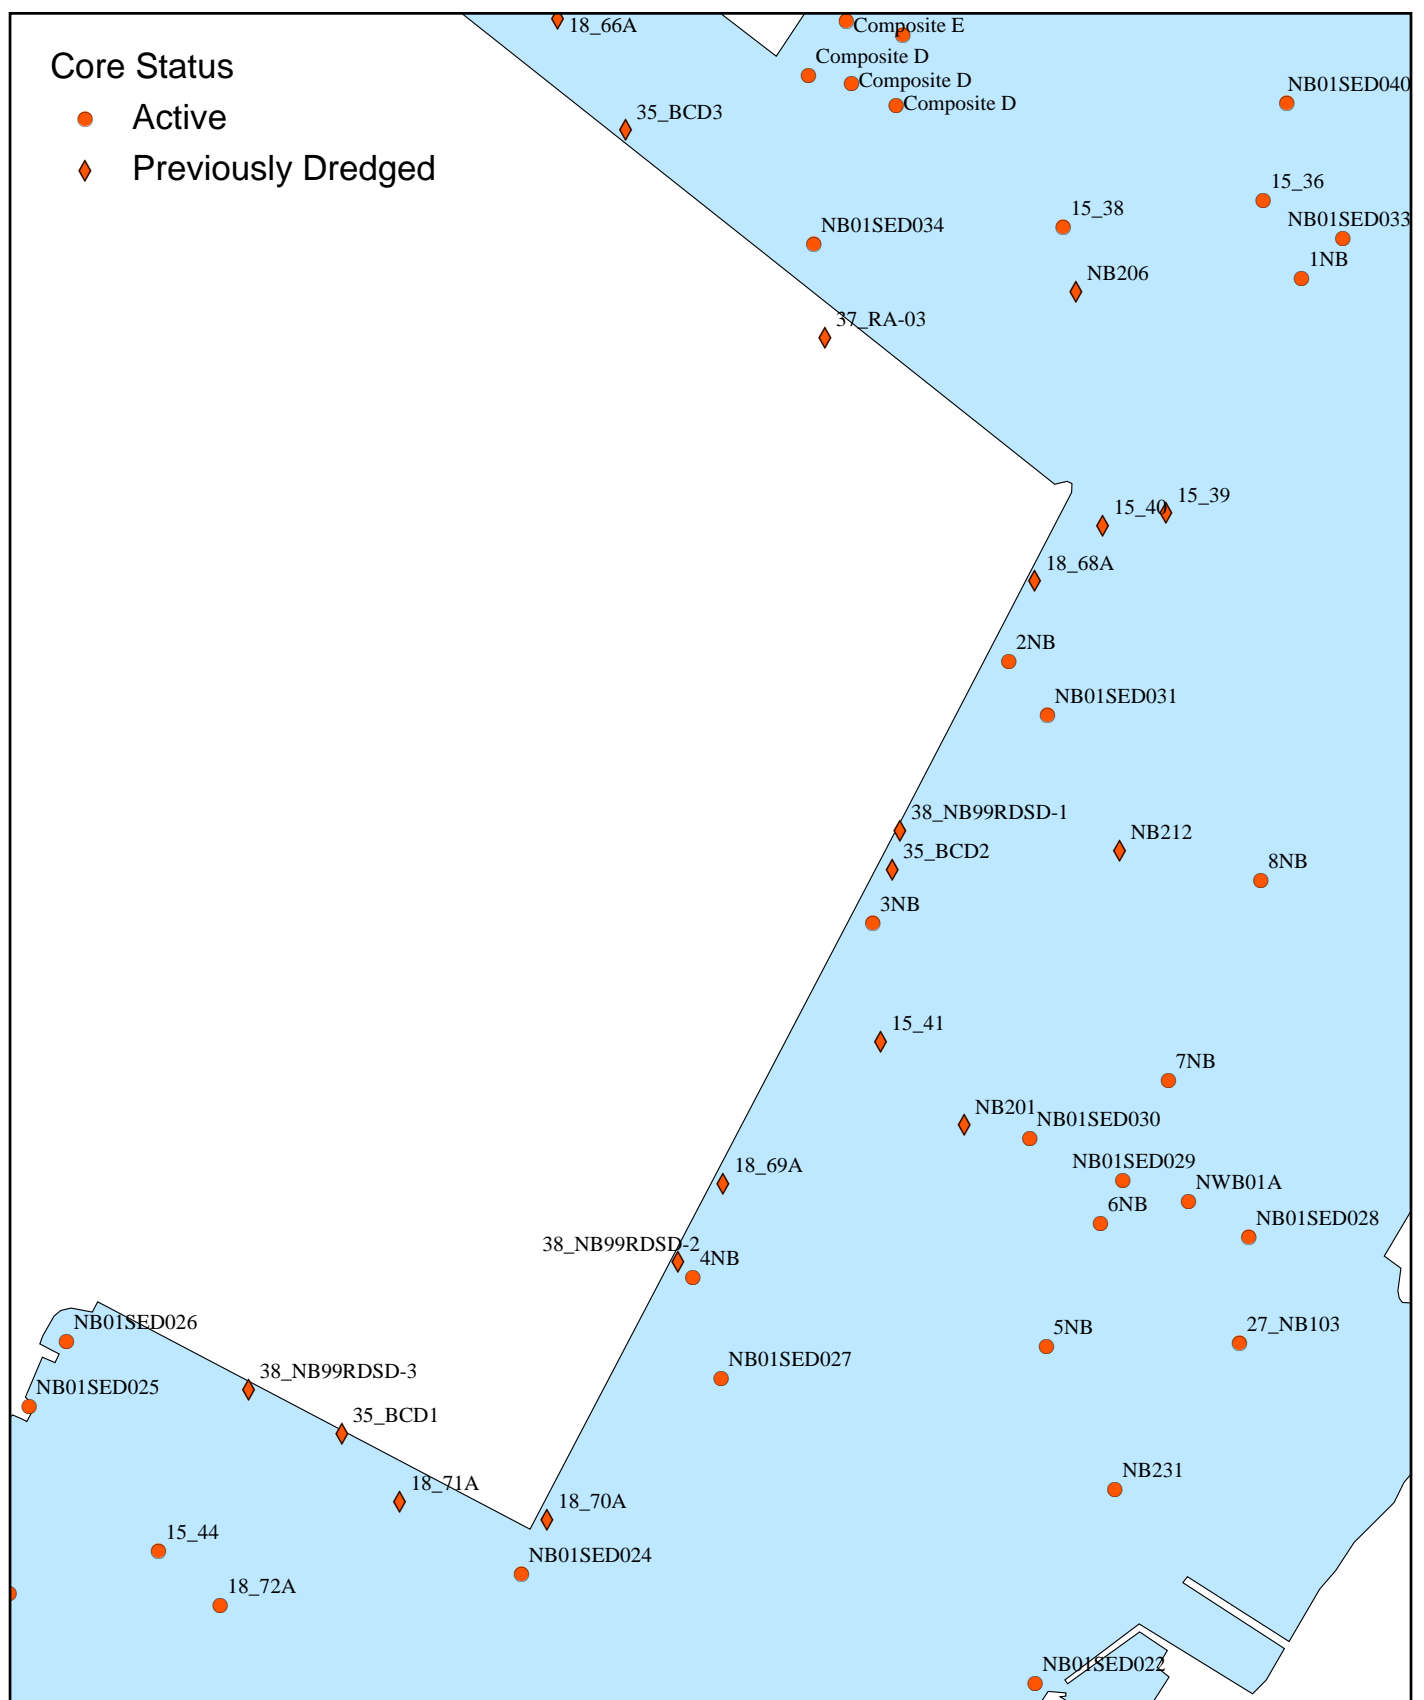 18_66A
Composite E
Core Status
Composite D
Composite D
Composite D
NB01SED040
Active
35_BCD3
Previously Dredged
15_36
15_38
NB01SED034
NB01SED033
1NB
NB206
37_RA-03
15_39
15_40
18_68A
2NB
NB01SED031
38_NB99RDSD-1
NB212
35_BCD2
8NB
3NB
15_41
7NB
NB201
NB01SED030
NB01SED029
18_69A
NWB01A
6NB
NB01SED028
38_NB99RDSD-2
4NB
NB01SED026
5NB
27_NB103
NB01SED027
38_NB99RDSD-3
NB01SED025
35_BCD1
NB231
18_71A
18_70A
15_44
NB01SED024
18_72A
NB01SED022